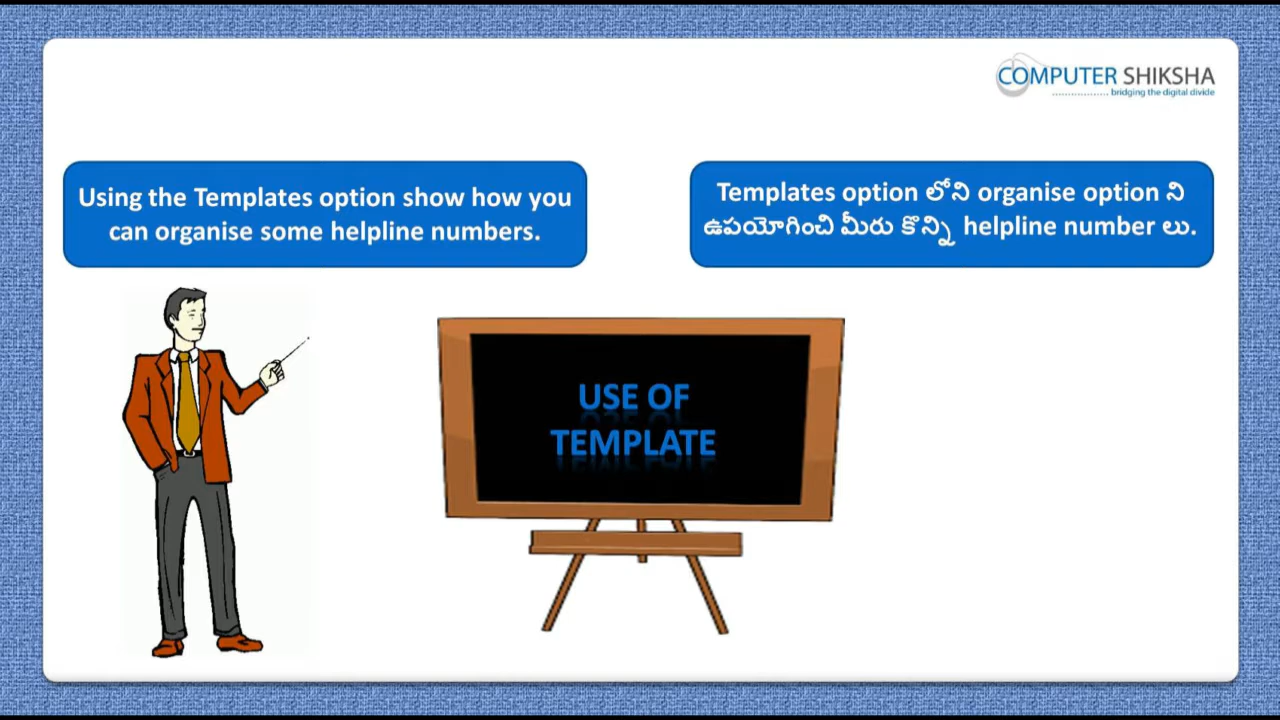 COMPUTER SHIKSHA
bridging the digital divide
Using the Templates option show how you
can organise some helpline numbers.
Templates option లోని organise option ని
ఉపయోగించి మీరు కొన్ని helpline number లు.
USE OF
TEMPLATE